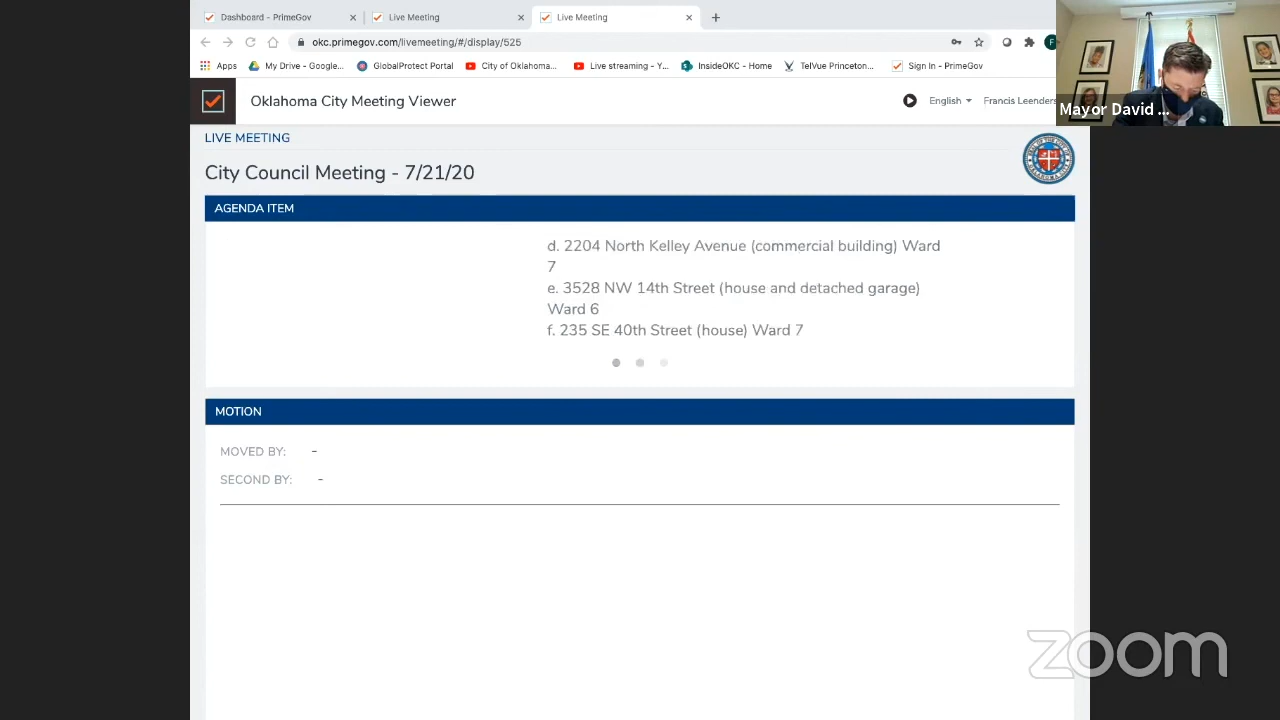 Dashboard - PrimeGov
Live Meeting
Live Meeting
okc.primegov.com/livemeeting/#/display/525
Apps
My Drive - Google...
GlobalProtect Portal
City of Oklahoma...
Live streaming - Y...
InsideOKC - Home
TelVue Princeton...
Sign In - PrimeGov
Oklahoma City Meeting Viewer
English
Francis Leenders
Mayor David ...
LIVE MEETING
City Council Meeting - 7/21/20
AGENDA ITEM
d. 2204 North Kelley Avenue (commercial building) Ward
7
e. 3528 NW 14th Street (house and detached garage)
Ward 6
f. 235 SE 40th Street (house) Ward 7
MOTION
MOVED BY: -
SECOND BY: -
zoom